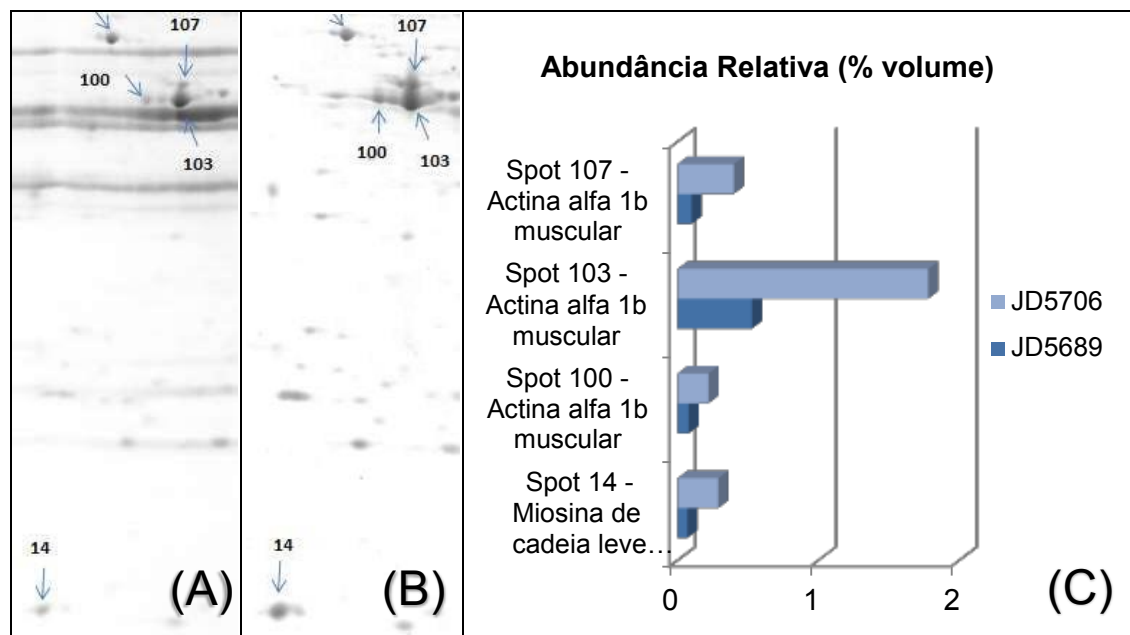 107
100
103
14
(A)
107
100
103
14
(B)
Abundância Relativa (% volume)
Spot 107 -
Actina alfa 1b
muscular
Spot 103 -
Actina alfa 1b
muscular
Spot 100 -
Actina alfa 1b
muscular
Spot 14 -
Miosina de
cadeia leve…
0
1
2
JD5706
JD5689
(C)